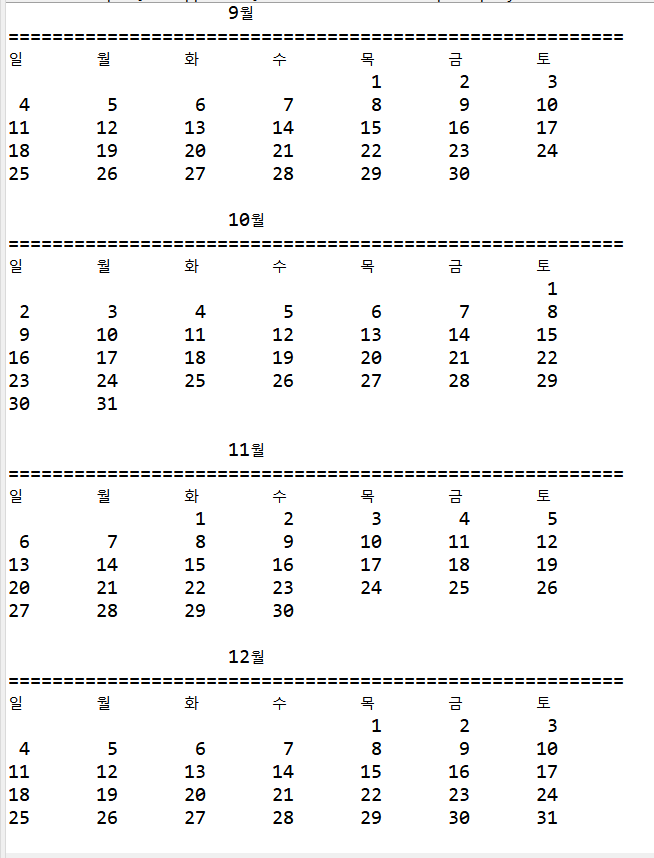 9월
========================================================
일 월 화 수 목 금 토
1 2 3
4 5 6 7 8 9 10
11 12 13 14 15 16 17
18 19 20 21 22 23 24
25 26 27 28 29 30
10월
========================================================
일 월 화 수 목 금 토
1
2 3 4 5 6 7 8
9 10 11 12 13 14 15
16 17 18 19 20 21 22
23 24 25 26 27 28 29
30 31
11월
========================================================
일 월 화 수 목 금 토
1 2 3 4 5
6 7 8 9 10 11 12
13 14 15 16 17 18 19
20 21 22 23 24 25 26
27 28 29 30
12월
========================================================
일 월 화 수 목 금 토
1 2 3
4 5 6 7 8 9 10
11 12 13 14 15 16 17
18 19 20 21 22 23 24
25 26 27 28 29 30 31